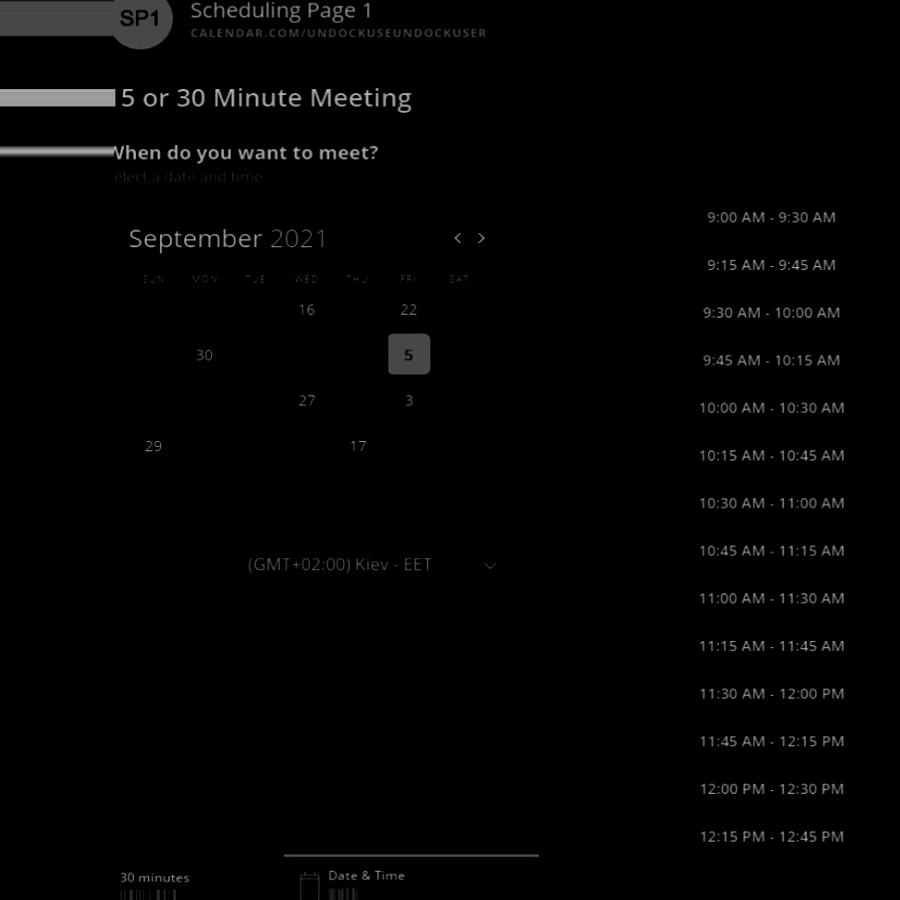 SP1
Scheduling Page 1
CALENDAR.COM/UNDOCKUSEUNDOCKUSER
5 or 30 Minute Meeting
When do you want to meet?
elect a date and time
September 2021
< >
SUN MON TUE WED THU FRI SAT
16 22
30 5
27 3
29 17
(GMT+02:00) Kiev - EET
9:00 AM - 9:30 AM
9:15 AM - 9:45 AM
9:30 AM - 10:00 AM
9:45 AM - 10:15 AM
10:00 AM - 10:30 AM
10:15 AM - 10:45 AM
10:30 AM - 11:00 AM
10:45 AM - 11:15 AM
11:00 AM - 11:30 AM
11:15 AM - 11:45 AM
11:30 AM - 12:00 PM
11:45 AM - 12:15 PM
12:00 PM - 12:30 PM
12:15 PM - 12:45 PM
30 minutes
Date & Time